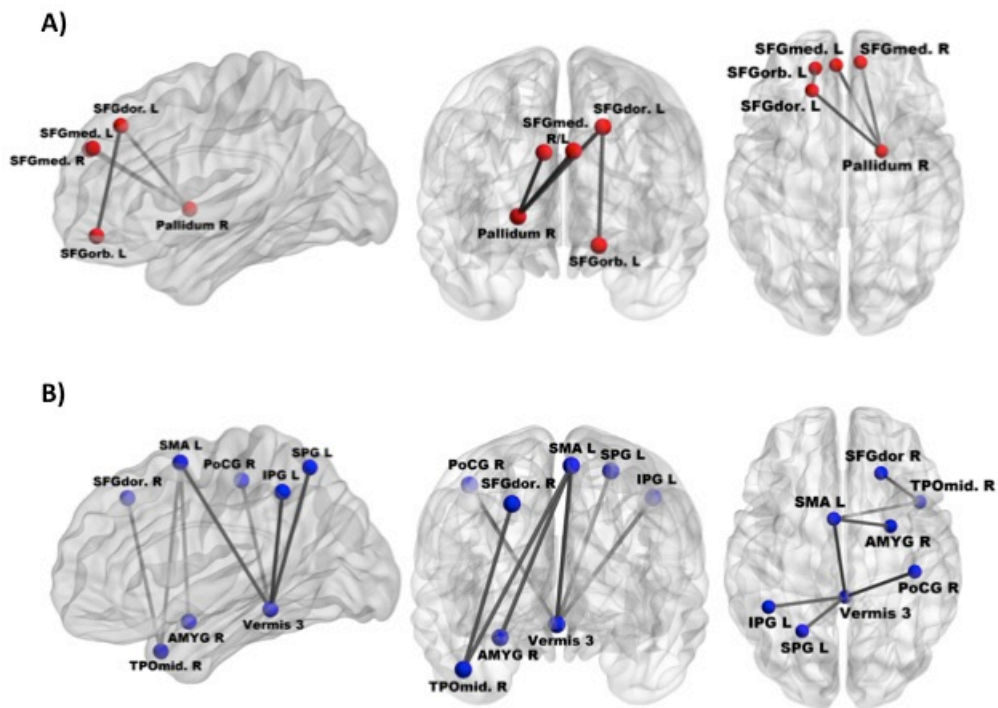 A)
SFGdor. L
SFGmed. L
SFGmed. R
Pallidum R
SFGorb. L
SFGdor. L
SFGmed.
R/L
Pallidum R
SFGorb. L
SFGmed. L
SFGmed. R
SFGorb. L
SFGdor. L
Pallidum R
B)
SMA L
SPG L
PoCG R
IPG L
SFGdor. R
Vermis 3
AMYG R
TPOmid. R
SMA L
SPG L
PoCG R
SFGdor. R
IPG L
Vermis 3
AMYG R
TPOmid. R
SFGdor R
TPOmid. R
SMA L
AMYG R
PoCG R
Vermis 3
IPG L
SPG L